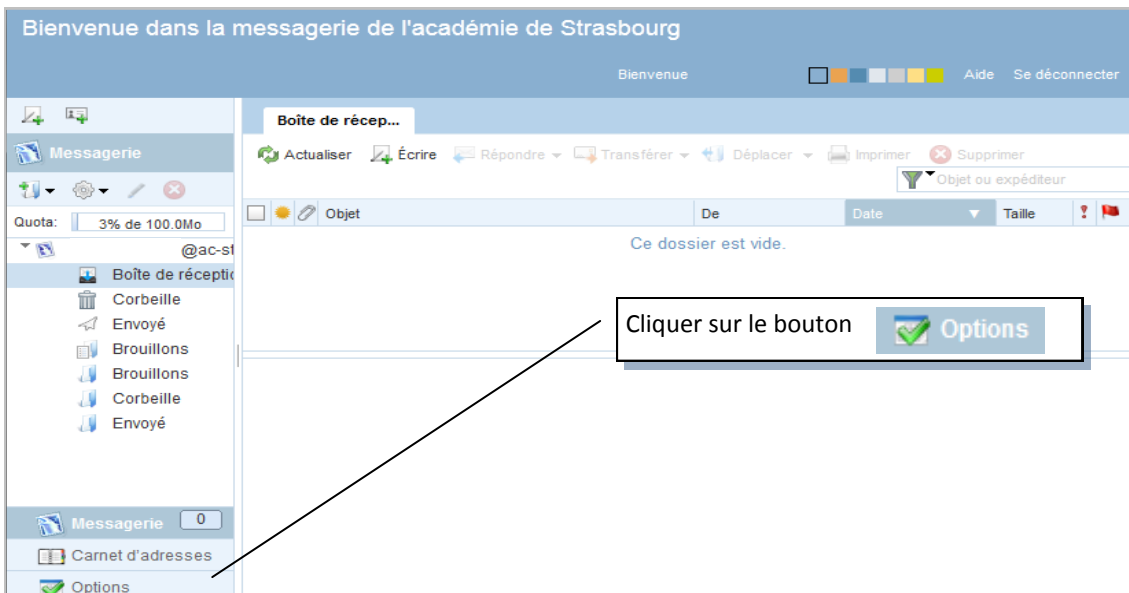 Bienvenue dans la messagerie de l'académie de Strasbourg
Bienvenue
Aide Se déconnecter
Boîte de récep...
Messagerie
Actualiser Écrire Répondre Transférer Déplacer Imprimer Supprimer
Objet ou expéditeur
Quota: 3% de 100.0Mo
Objet De Date Taille
@ac-st
Ce dossier est vide.
Boîte de réceptio
Corbeille
Envoyé
Brouillons
Brouillons
Corbeille
Envoyé
Cliquer sur le bouton Options
Messagerie 0
Carnet d'adresses
Options